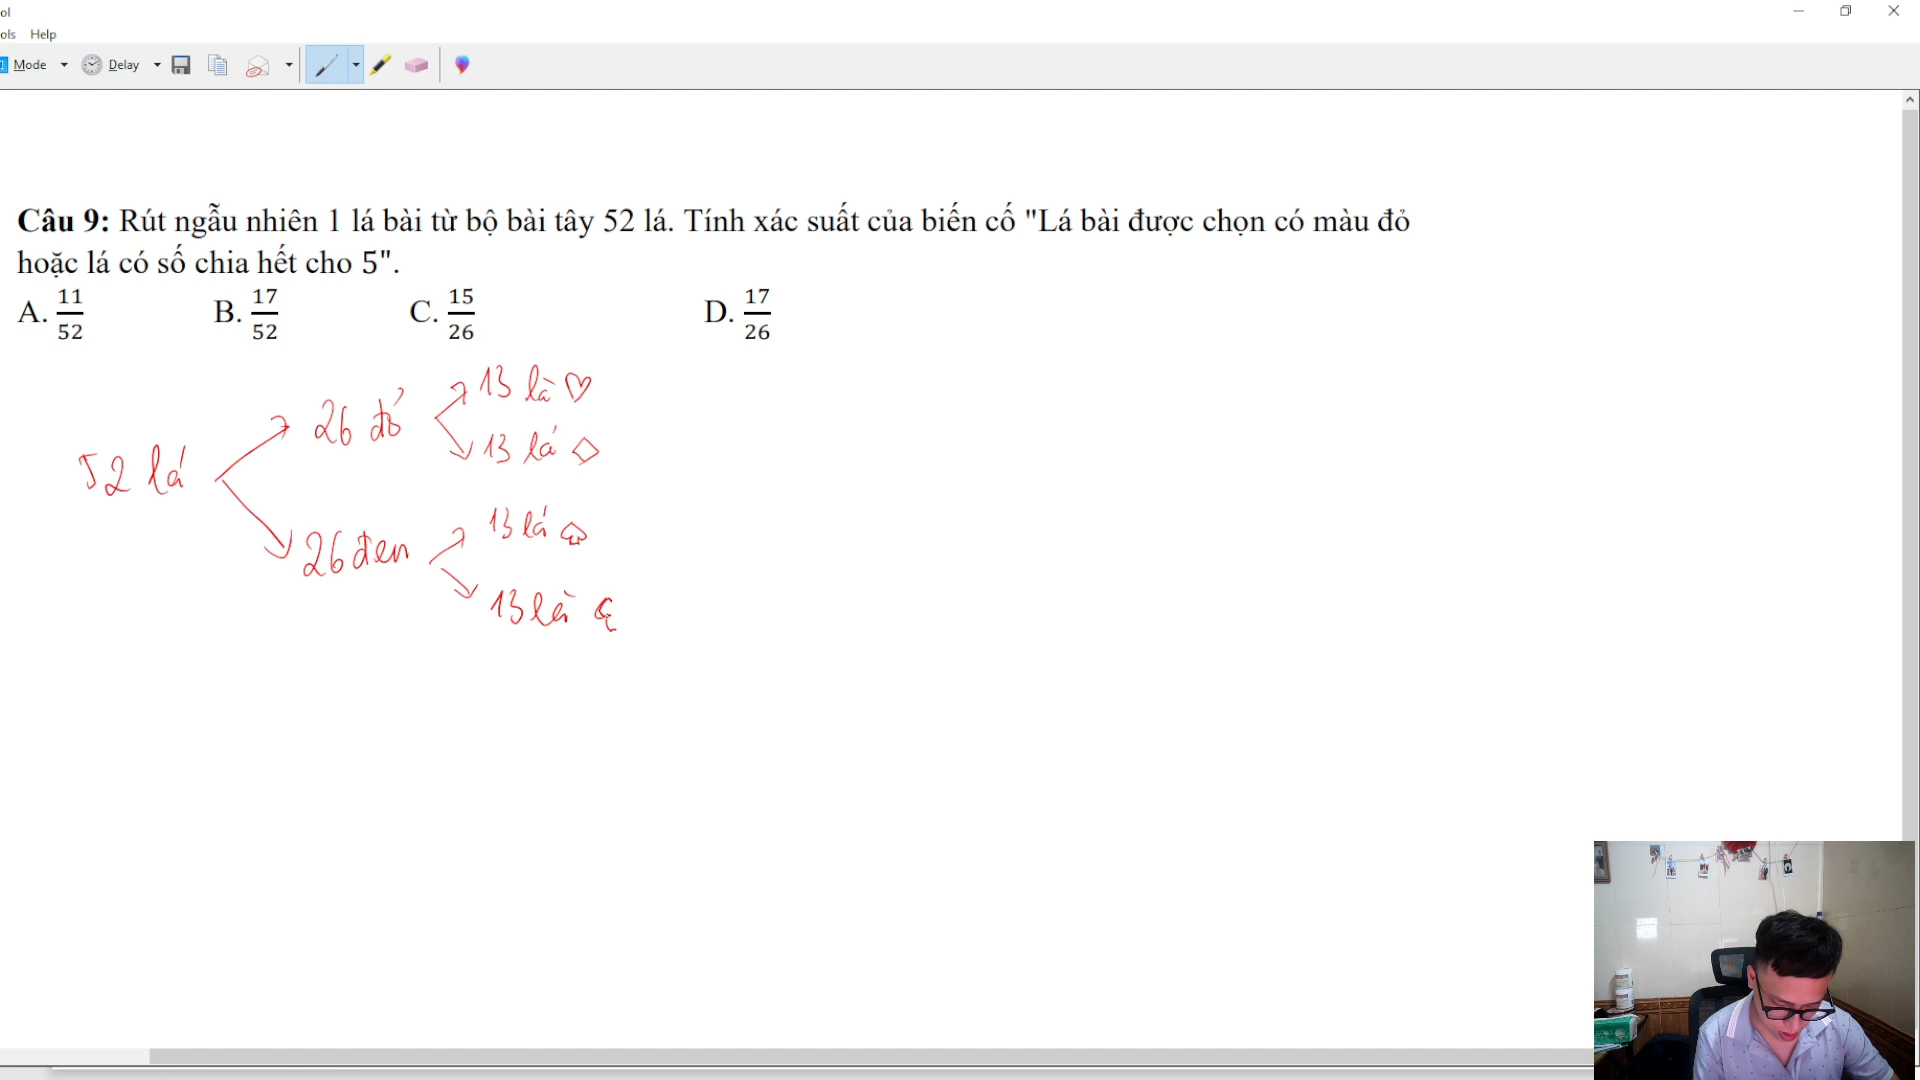 ol
ols Help
Mode Delay
Câu 9: Rút ngẫu nhiên 1 lá bài từ bộ bài tây 52 lá. Tính xác suất của biến cố "Lá bài được chọn có màu đỏ
hoặc lá có số chia hết cho 5".
A. 11/52 B. 17/52 C. 15/26 D. 17/26
13 lá ♡
26 đỏ
13 lá ◇
52 lá
13 lá ♤
26 đen
13 lá